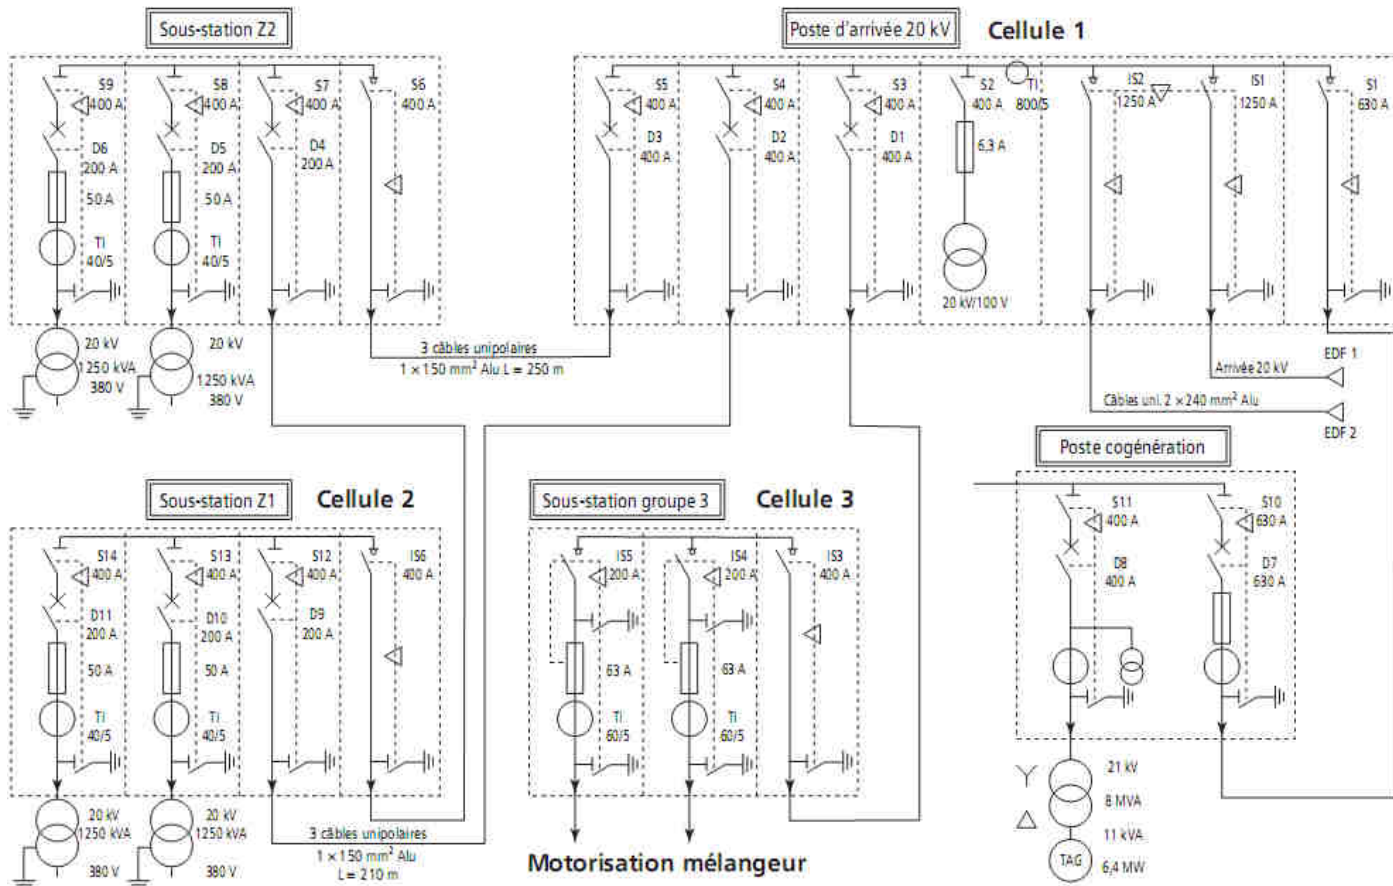 Sous-station Z2
Poste d'arrivée 20 kV
Cellule 1
S9
400 A
S8
400 A
S7
400 A
S6
400 A
D6
200 A
D5
200 A
D4
200 A
50 A
50 A
TI
40/5
TI
40/5
20 kV
1250 kVA
380 V
20 kV
1250 kVA
380 V
S5
400 A
S4
400 A
S3
400 A
S2
400 A
TI
800/5
IS2
1250 A
IS1
1250 A
S1
630 A
D3
400 A
D2
400 A
D1
400 A
6,3 A
20 kV/100 V
3 câbles unipolaires
1 × 150 mm² Alu L = 250 m
EDF 1
Arrivée 20 kV
Câbles uni. 2 × 240 mm² Alu
EDF 2
Poste cogénération
Sous-station Z1
Cellule 2
Sous-station groupe 3
Cellule 3
S14
400 A
S13
400 A
S12
400 A
IS6
400 A
D11
200 A
D10
200 A
D9
200 A
50 A
50 A
TI
40/5
TI
40/5
20 kV
1250 kVA
380 V
20 kV
1250 kVA
380 V
3 câbles unipolaires
1 × 150 mm² Alu
L = 210 m
IS5
200 A
IS4
200 A
IS3
400 A
63 A
63 A
TI
60/5
TI
60/5
Motorisation mélangeur
S11
400 A
S10
630 A
D8
400 A
D7
630 A
21 kV
8 MVA
11 kVA
TAG
6,4 MW